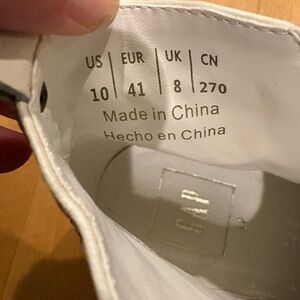 US | EUR | UK | CN
10 | 41 | 8 | 270
Made in China
Hecho en China
GAP